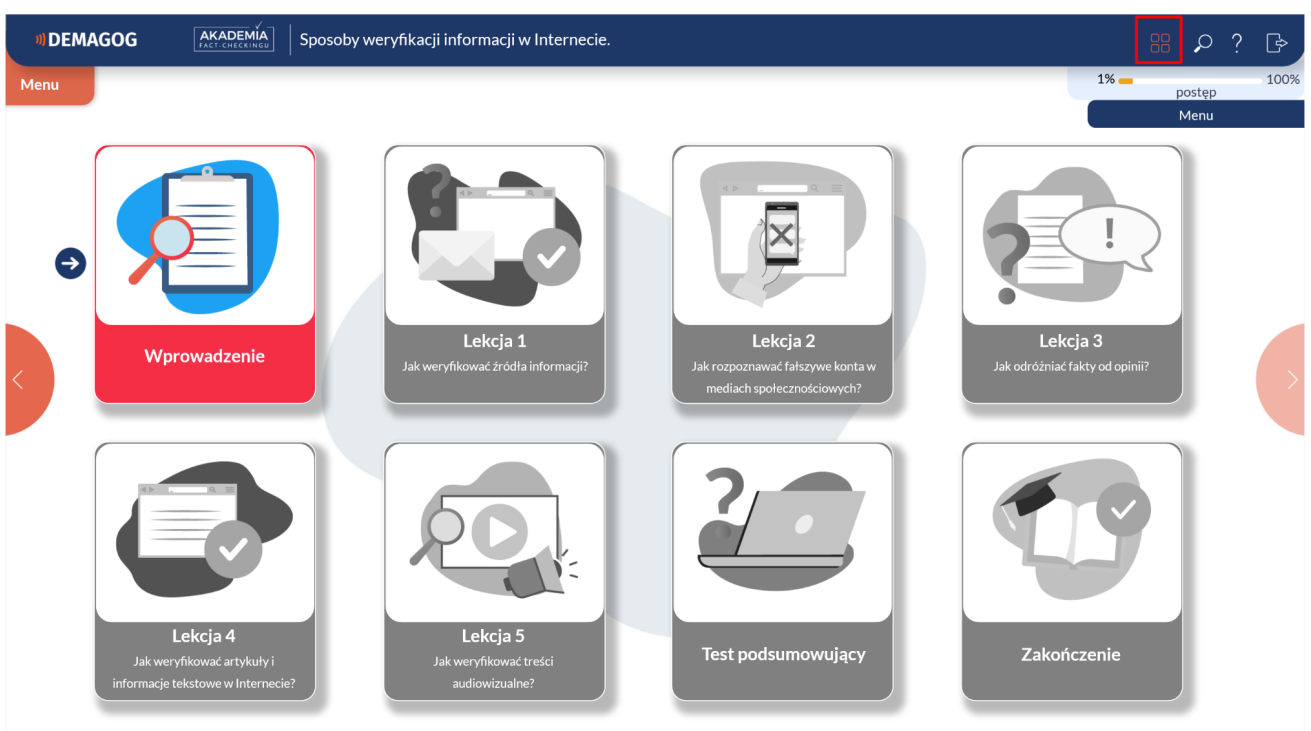 DEMAGOG
AKADEMIA
FACT-CHECKINGU
Sposoby weryfikacji informacji w Internecie.
?
Menu
1%
100%
postęp
Menu
Wprowadzenie
Lekcja 1
Jak weryfikować źródła informacji?
Lekcja 2
Jak rozpoznawać fałszywe konta w
mediach społecznościowych?
Lekcja 3
Jak odróżniać fakty od opinii?
Lekcja 4
Jak weryfikować artykuły i
informacje tekstowe w Internecie?
Lekcja 5
Jak weryfikować treści
audiowizualne?
Test podsumowujący
Zakończenie